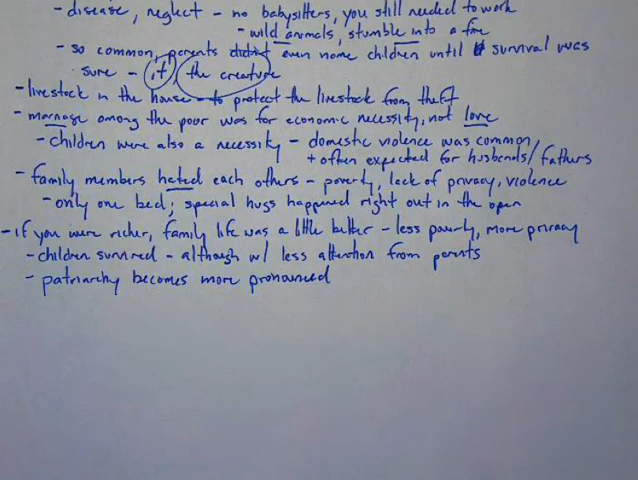 - disease, neglect - no babysitters, you still needed to work
- wild animals, stumble into a fire
- so common, parents didn't even name children until survival was
sure - "it" the creature
- livestock in the house - to protect the livestock from theft
- marriage among the poor was for economic necessity, not love
- children were also a necessity - domestic violence was common,
+ often expected for husbands/fathers
- family members hated each others - poverty, lack of privacy, violence
- only one bed; special hugs happened right out in the open
- if you were richer, family life was a little better - less poverty, more privacy
- children survived - although w/ less attention from parents
- patriarchy becomes more pronounced